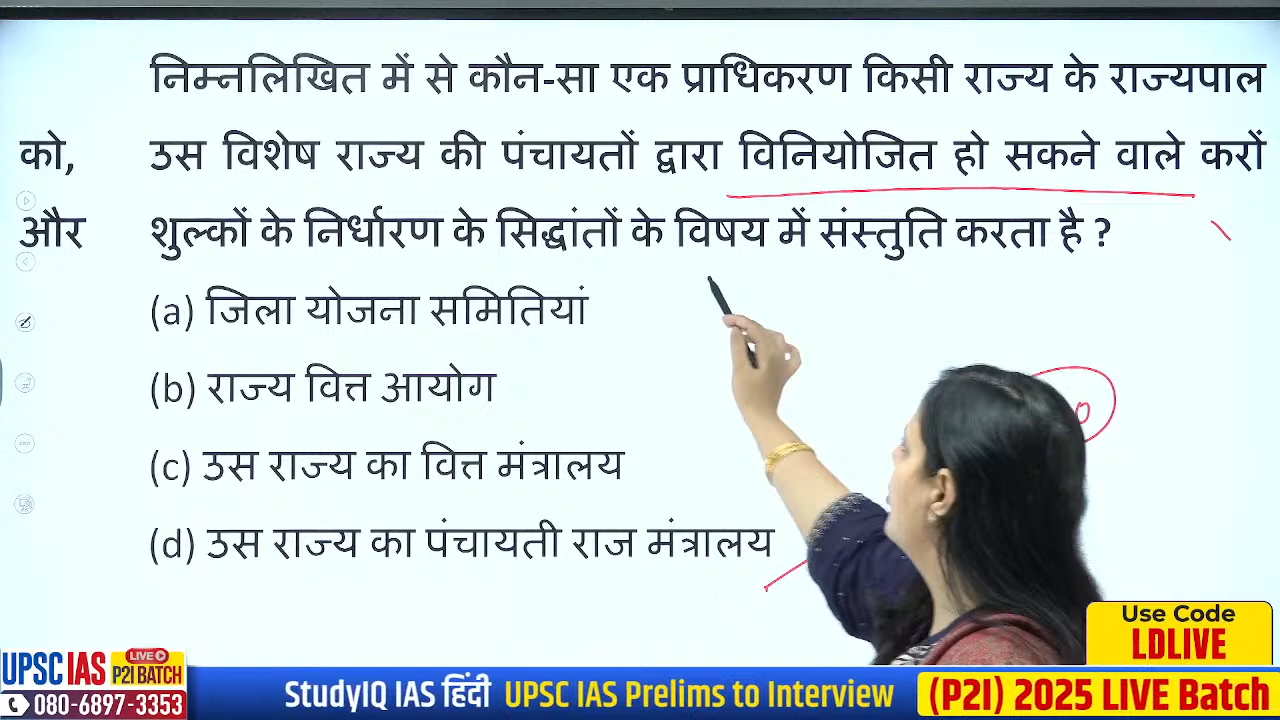 निम्नलिखित में से कौन-सा एक प्राधिकरण किसी राज्य के राज्यपाल
को, उस विशेष राज्य की पंचायतों द्वारा विनियोजित हो सकने वाले करों
और शुल्कों के निर्धारण के सिद्धांतों के विषय में संस्तुति करता है ?
(a) जिला योजना समितियां
(b) राज्य वित्त आयोग
(c) उस राज्य का वित्त मंत्रालय
(d) उस राज्य का पंचायती राज मंत्रालय
Use Code
LDLIVE
UPSC IAS LIVE P2I BATCH
080-6897-3353
StudyIQ IAS हिंदी UPSC IAS Prelims to Interview
(P2I) 2025 LIVE Batch